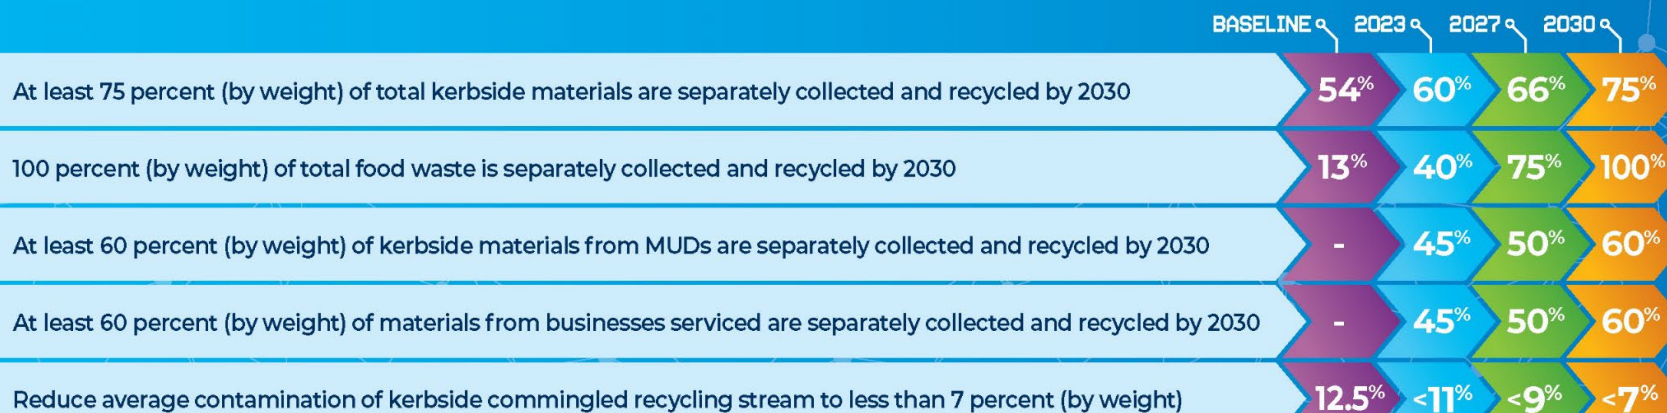 BASELINE 2023 2027 2030
At least 75 percent (by weight) of total kerbside materials are separately collected and recycled by 2030 54% 60% 66% 75%
100 percent (by weight) of total food waste is separately collected and recycled by 2030 13% 40% 75% 100%
At least 60 percent (by weight) of kerbside materials from MUDs are separately collected and recycled by 2030 - 45% 50% 60%
At least 60 percent (by weight) of materials from businesses serviced are separately collected and recycled by 2030 - 45% 50% 60%
Reduce average contamination of kerbside commingled recycling stream to less than 7 percent (by weight) 12.5% <11% <9% <7%